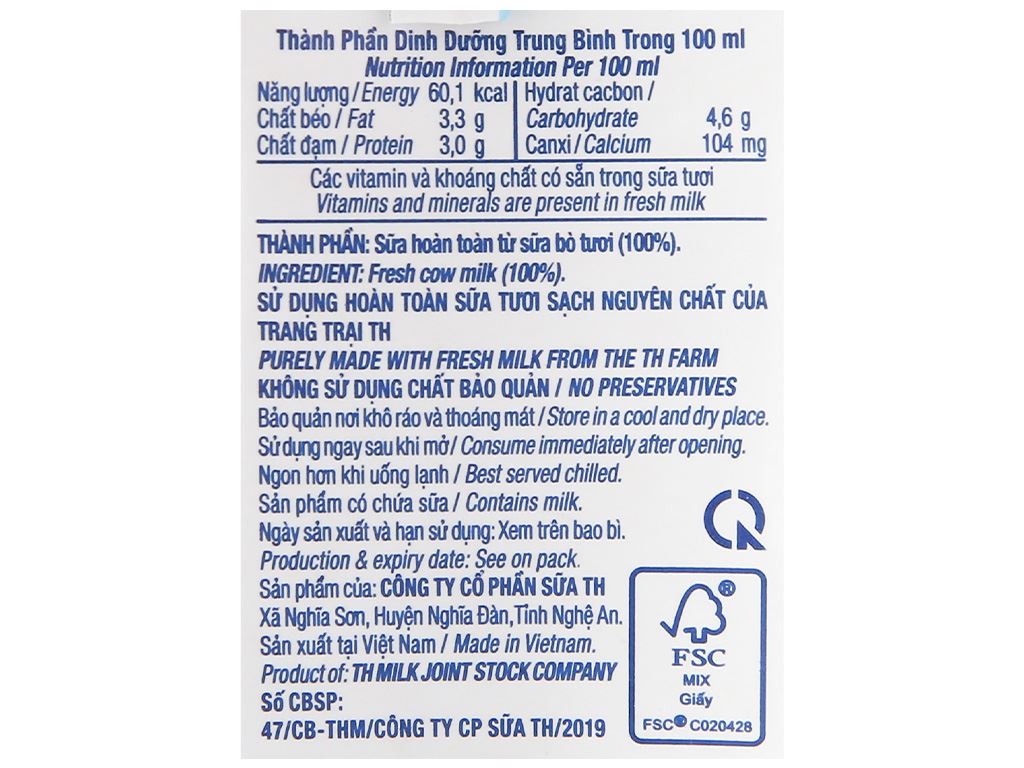 Thành Phần Dinh Dưỡng Trung Bình Trong 100 ml
Nutrition Information Per 100 ml
Năng lượng / Energy 60,1 kcal
Chất béo / Fat 3,3 g
Chất đạm / Protein 3,0 g
Hydrat cacbon /
Carbohydrate 4,6 g
Canxi / Calcium 104 mg
Các vitamin và khoáng chất có sẵn trong sữa tươi
Vitamins and minerals are present in fresh milk
THÀNH PHẦN: Sữa hoàn toàn từ sữa bò tươi (100%).
INGREDIENT: Fresh cow milk (100%).
SỬ DỤNG HOÀN TOÀN SỮA TƯƠI SẠCH NGUYÊN CHẤT CỦA
TRANG TRẠI TH
PURELY MADE WITH FRESH MILK FROM THE TH FARM
KHÔNG SỬ DỤNG CHẤT BẢO QUẢN / NO PRESERVATIVES
Bảo quản nơi khô ráo và thoáng mát / Store in a cool and dry place.
Sử dụng ngay sau khi mở / Consume immediately after opening.
Ngon hơn khi uống lạnh / Best served chilled.
Sản phẩm có chứa sữa / Contains milk.
Ngày sản xuất và hạn sử dụng: Xem trên bao bì.
Production & expiry date: See on pack.
Sản phẩm của: CÔNG TY CỔ PHẦN SỮA TH
Xã Nghĩa Sơn, Huyện Nghĩa Đàn, Tỉnh Nghệ An.
Sản xuất tại Việt Nam / Made in Vietnam.
Product of: TH MILK JOINT STOCK COMPANY
Số CBSP:
47/CB-THM/CÔNG TY CP SỮA TH/2019
®
FSC
MIX
Giấy
FSC® C020428